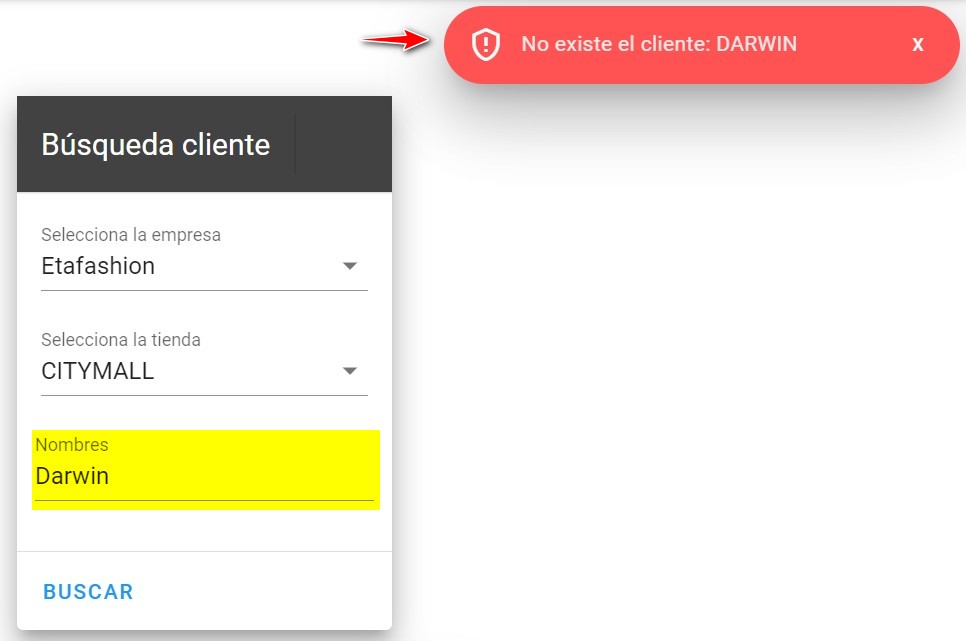 No existe el cliente: DARWIN x
Búsqueda cliente
Selecciona la empresa
Etafashion
Selecciona la tienda
CITYMALL
Nombres
Darwin
BUSCAR